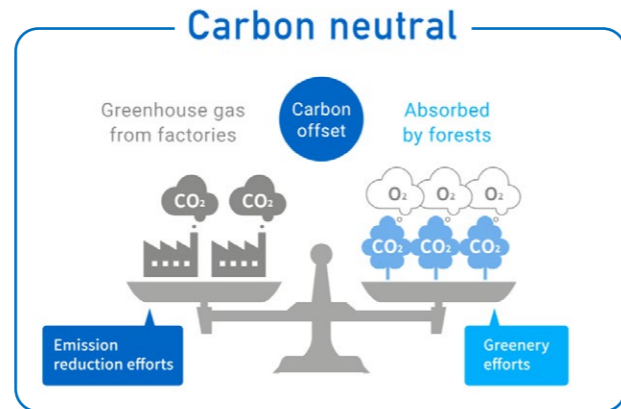 Carbon neutral
Greenhouse gas
from factories
Carbon
offset
Absorbed
by forests
CO₂
CO₂
O₂
O₂
O₂
CO₂
CO₂
CO₂
Emission
reduction efforts
Greenery
efforts